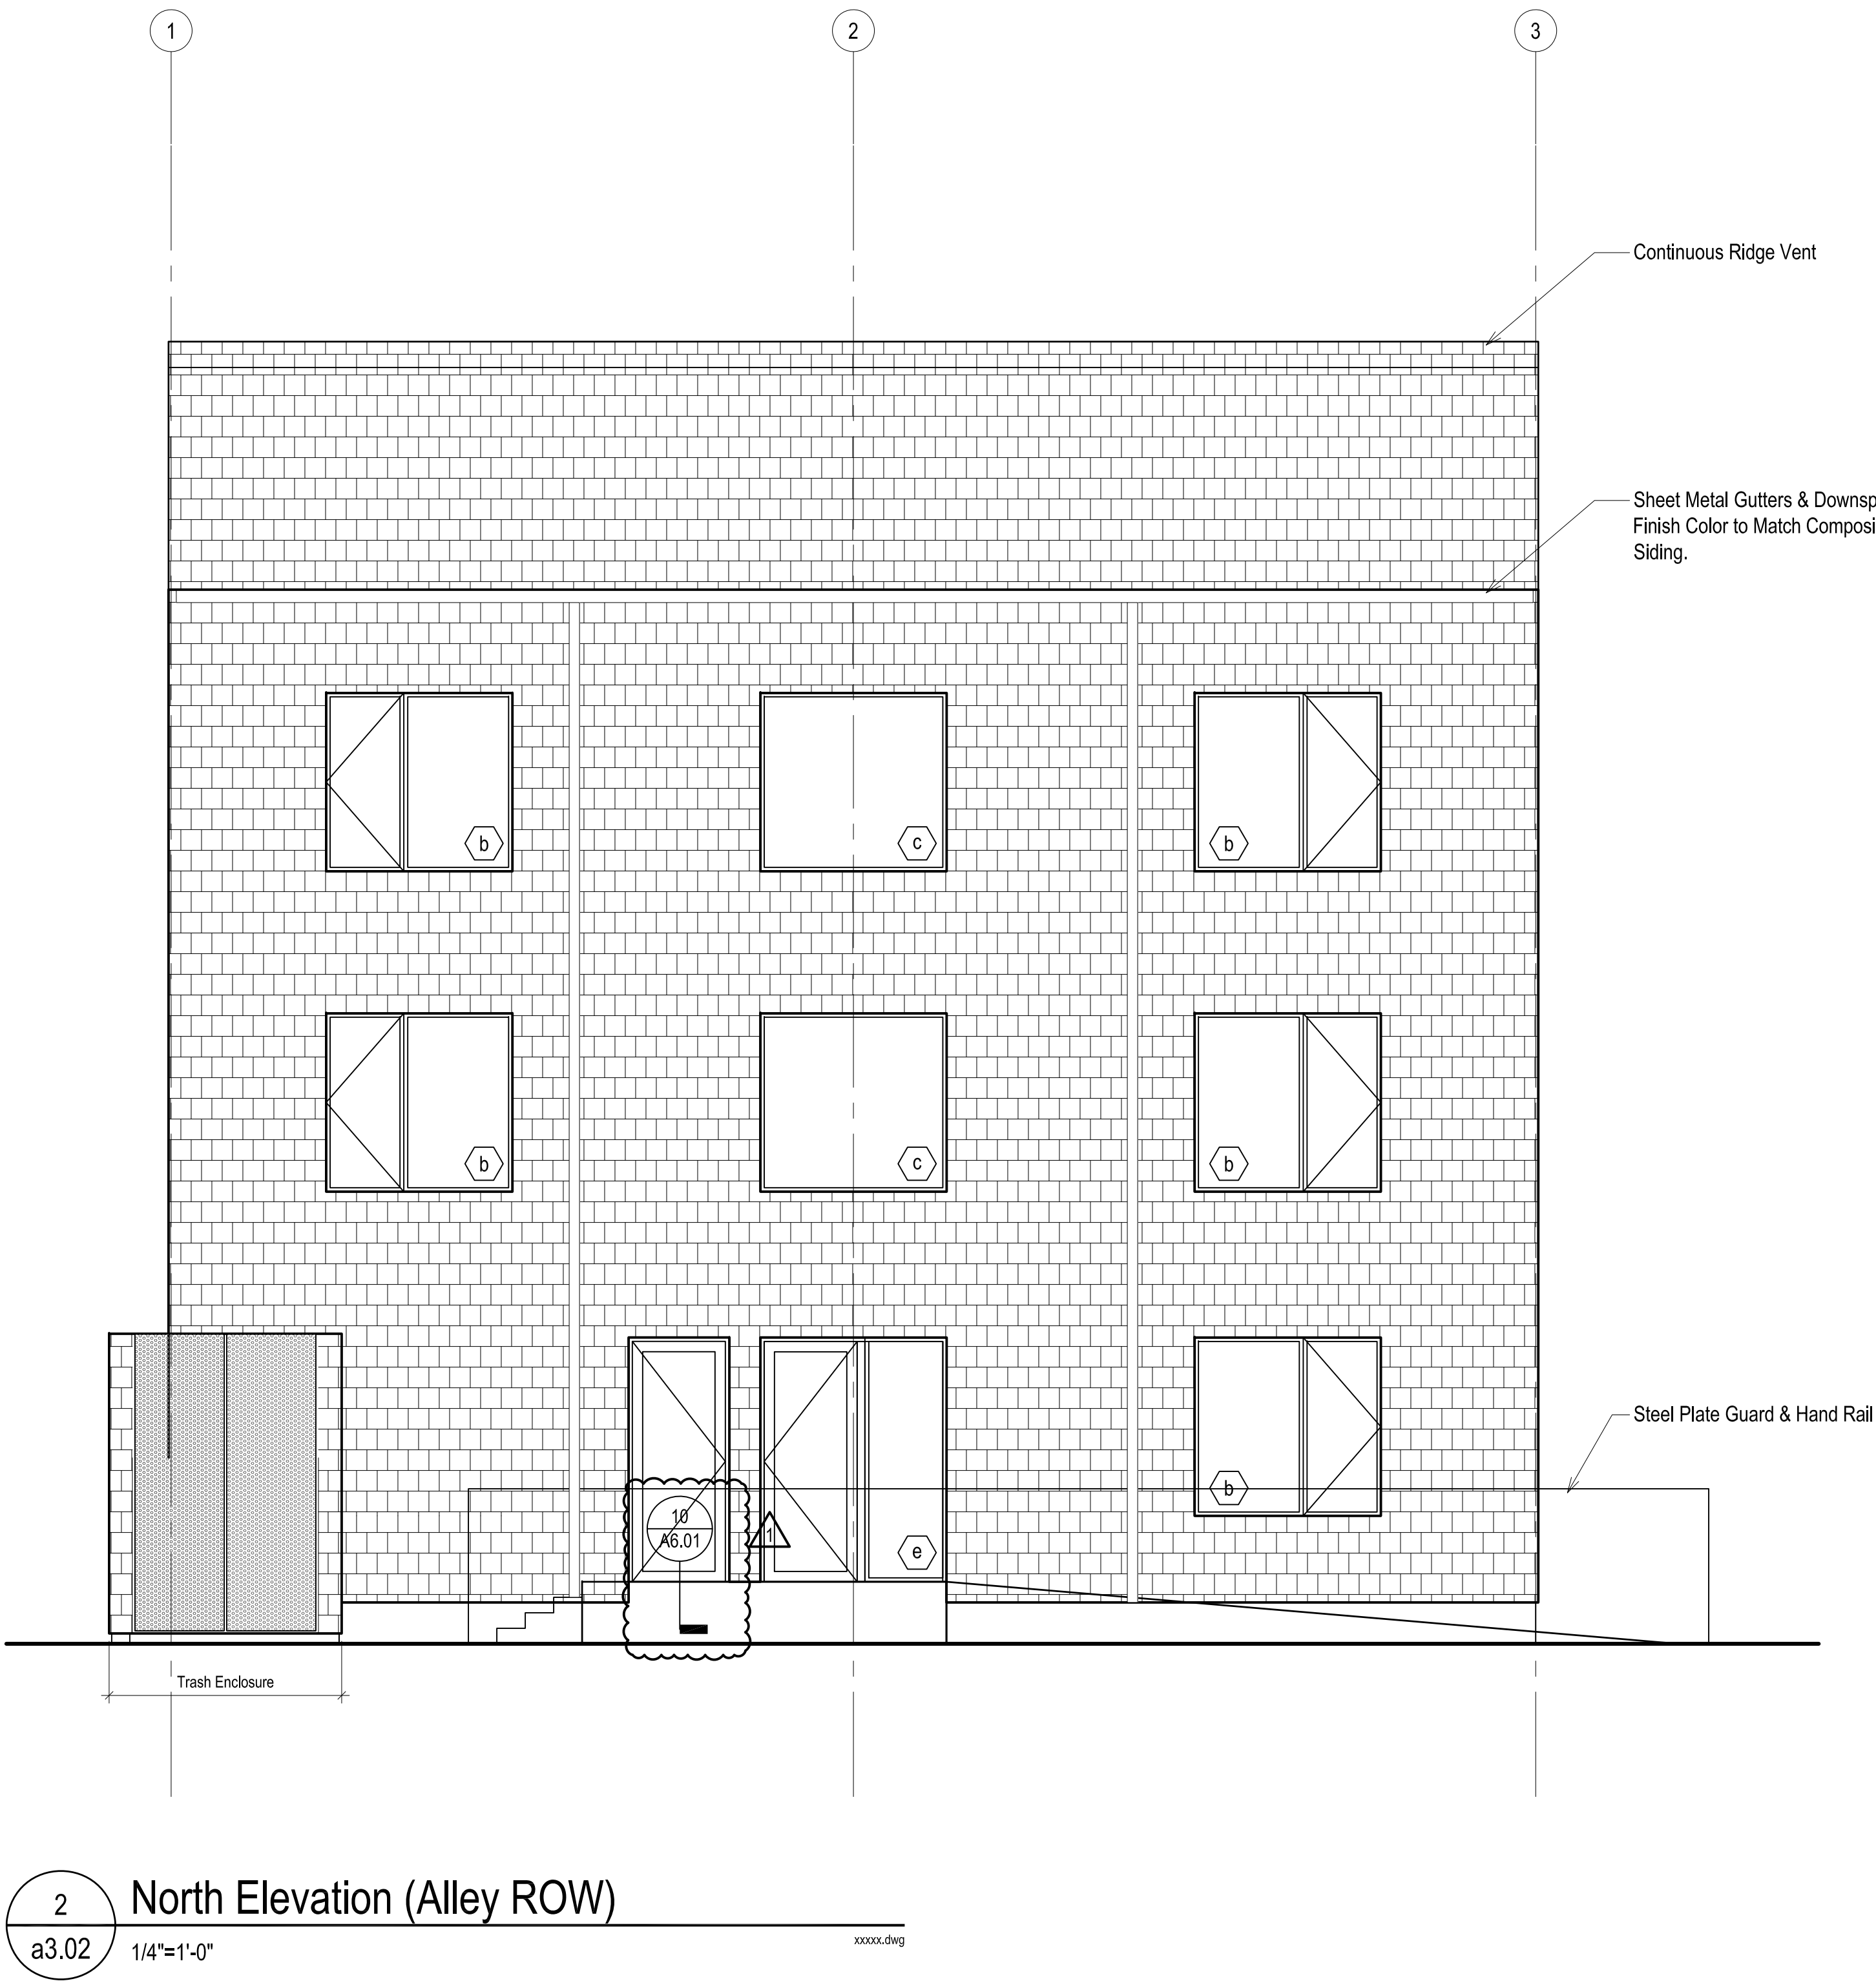 1
2
3
Continuous Ridge Vent
Sheet Metal Gutters & Downsp
Finish Color to Match Composi
Siding.
b
c
b
b
c
b
Steel Plate Guard & Hand Rail
b
10
A6.01
1
e
Trash Enclosure
2
a3.02
North Elevation (Alley ROW)
1/4"=1'-0"
xxxxx.dwg